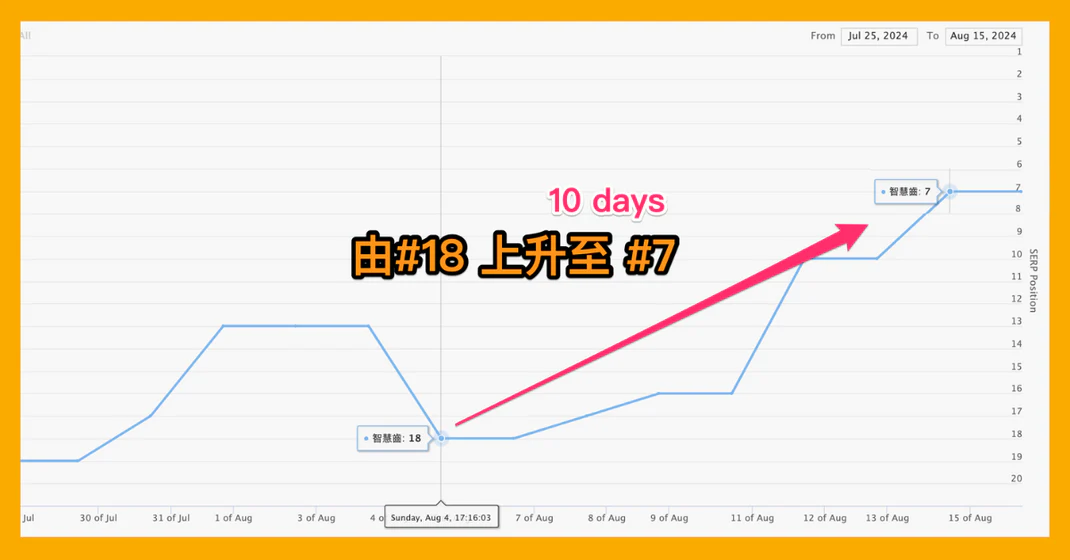 All
From Jul 25, 2024 To Aug 15, 2024
1
2
3
4
5
6
7
8
9
10
11
12
13
14
15
16
17
18
19
20
SERP Position
10 days
由#18 上升至 #7
智慧齒: 7
智慧齒: 18
Sunday, Aug 4, 17:16:03
Jul
30 of Jul
31 of Jul
1 of Aug
3 of Aug
4 o
7 of Aug
8 of Aug
9 of Aug
11 of Aug
12 of Aug
13 of Aug
15 of Aug